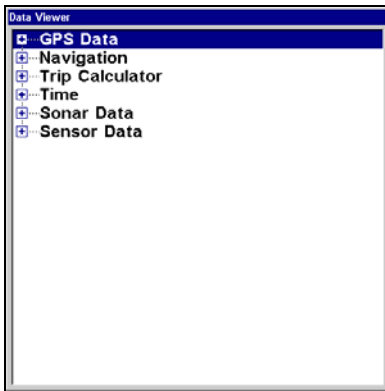 Data Viewer
GPS Data
Navigation
Trip Calculator
Time
Sonar Data
Sensor Data